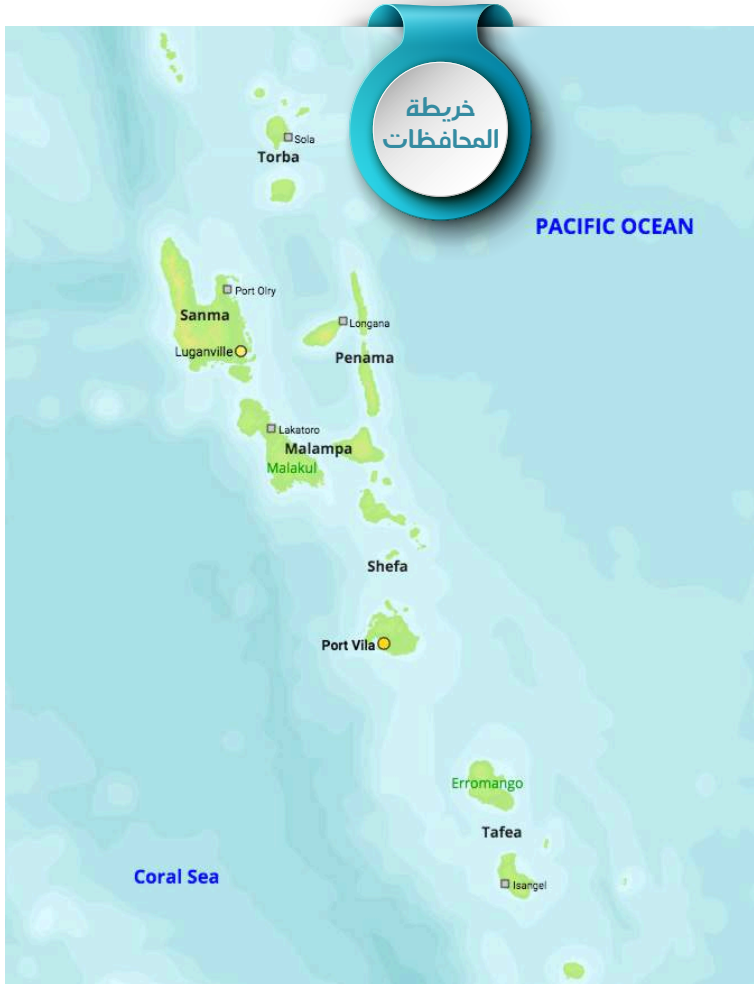 خريطة
المحافظات
Sola
Torba
PACIFIC OCEAN
Port Olry
Sanma
Longana
Luganville
Penama
Lakatoro
Malampa
Malakul
Shefa
Port Vila
Erromango
Tafea
Coral Sea
Isangel